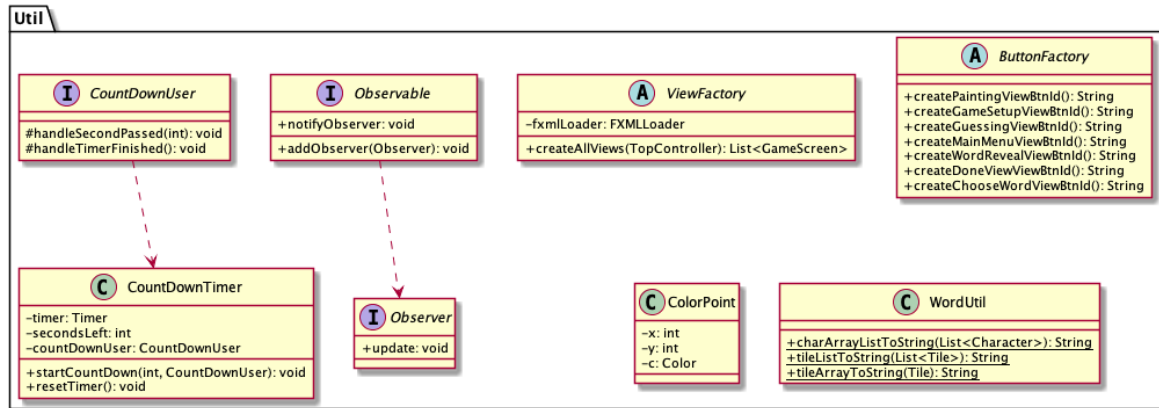 Util
I CountDownUser
#handleSecondPassed(int): void
#handleTimerFinished(): void
I Observable
+notifyObserver: void
+addObserver(Observer): void
A ViewFactory
-fxmlLoader: FXMLLoader
+createAllViews(TopController): List<GameScreen>
A ButtonFactory
+createPaintingViewBtnId(): String
+createGameSetupViewBtnId(): String
+createGuessingViewBtnId(): String
+createMainMenuViewBtnId(): String
+createWordRevealViewBtnId(): String
+createDoneViewViewBtnId(): String
+createChooseWordViewBtnId(): String
C CountDownTimer
-timer: Timer
-secondsLeft: int
-countDownUser: CountDownUser
+startCountDown(int, CountDownUser): void
+resetTimer(): void
I Observer
+update: void
C ColorPoint
-x: int
-y: int
-c: Color
C WordUtil
+charArrayListToString(List<Character>): String
+tileListToString(List<Tile>): String
+tileArrayToString(Tile): String